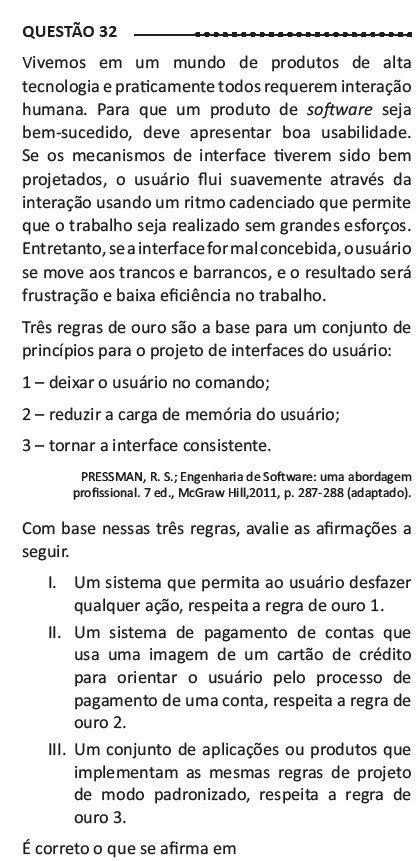 QUESTÃO 32
Vivemos em um mundo de produtos de alta
tecnologia e praticamente todos requerem interação
humana. Para que um produto de software seja
bem-sucedido, deve apresentar boa usabilidade.
Se os mecanismos de interface tiverem sido bem
projetados, o usuário flui suavemente através da
interação usando um ritmo cadenciado que permite
que o trabalho seja realizado sem grandes esforços.
Entretanto, se a interface for mal concebida, o usuário
se move aos trancos e barrancos, e o resultado será
frustração e baixa eficiência no trabalho.
Três regras de ouro são a base para um conjunto de
princípios para o projeto de interfaces do usuário:
1 – deixar o usuário no comando;
2 – reduzir a carga de memória do usuário;
3 – tornar a interface consistente.
PRESSMAN, R. S.; Engenharia de Software: uma abordagem
profissional. 7 ed., McGraw Hill,2011, p. 287-288 (adaptado).
Com base nessas três regras, avalie as afirmações a
seguir.
I. Um sistema que permita ao usuário desfazer
qualquer ação, respeita a regra de ouro 1.
II. Um sistema de pagamento de contas que
usa uma imagem de um cartão de crédito
para orientar o usuário pelo processo de
pagamento de uma conta, respeita a regra de
ouro 2.
III. Um conjunto de aplicações ou produtos que
implementam as mesmas regras de projeto
de modo padronizado, respeita a regra de
ouro 3.
É correto o que se afirma em